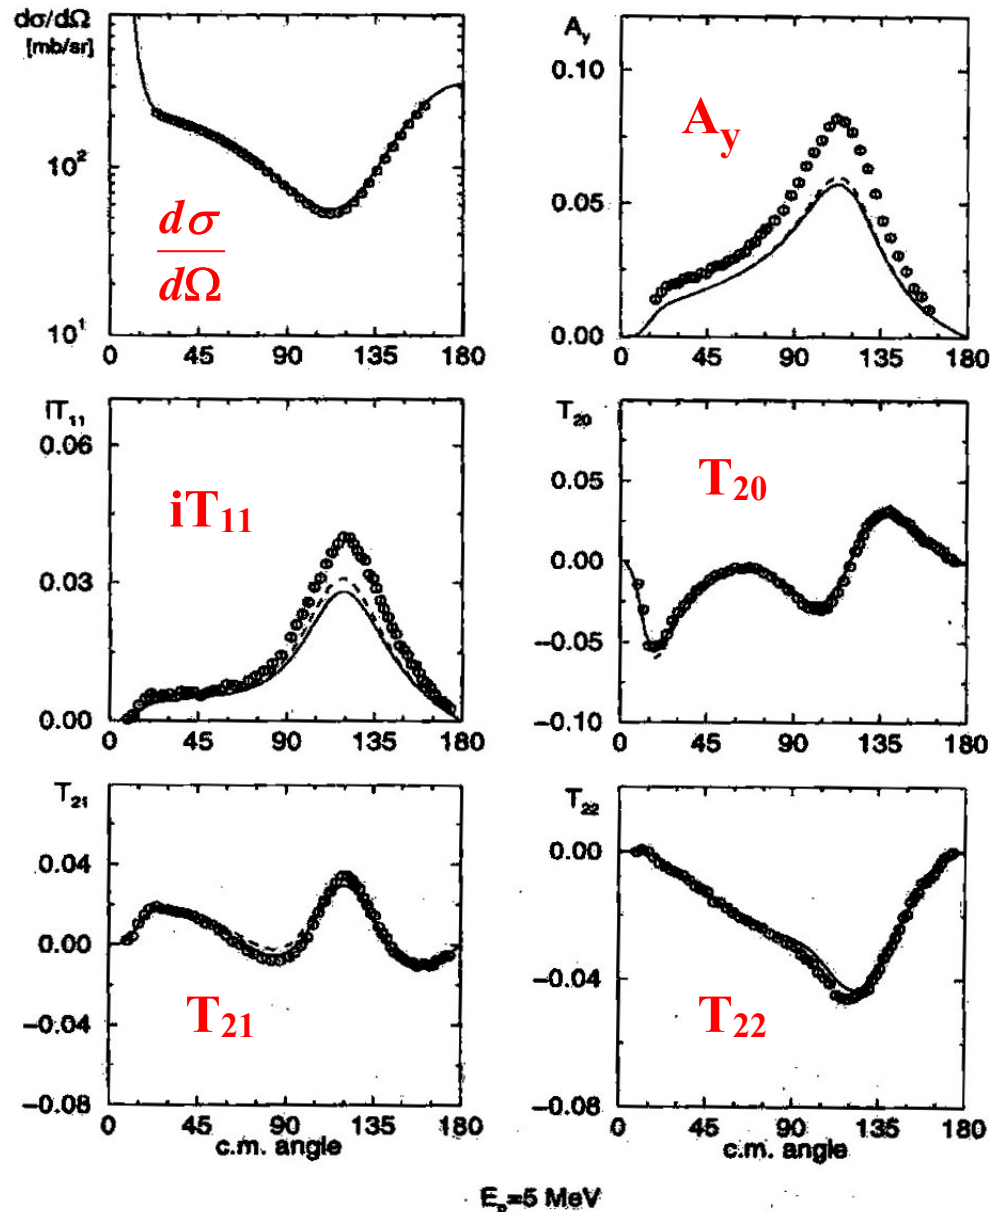 dσ/dΩ
[mb/sr]
10²
10¹
dσ
dΩ
0 45 90 135 180
A_y
0.10
0.05
0.00
A_y
0 45 90 135 180
iT₁₁
0.06
0.03
0.00
iT₁₁
0 45 90 135 180
T₂₀
0.05
0.00
−0.05
−0.10
T₂₀
0 45 90 135 180
T₂₁
0.04
0.00
−0.04
−0.08
T₂₁
0 45 90 135 180
c.m. angle
T₂₂
0.00
−0.04
−0.08
T₂₂
0 45 90 135 180
c.m. angle
E_p=5 MeV